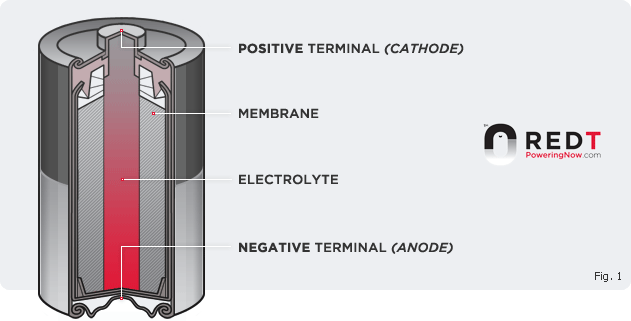 POSITIVE TERMINAL (CATHODE)
MEMBRANE
REDT
PoweringNow.com
ELECTROLYTE
NEGATIVE TERMINAL (ANODE)
Fig. 1